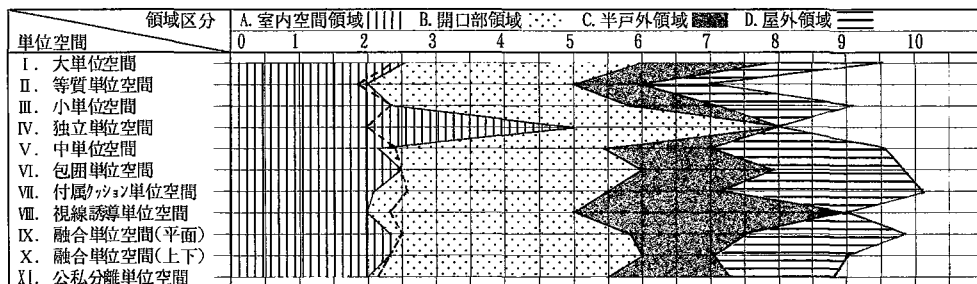 領域区分 A. 室内空間領域 B. 開口部領域 C. 半戸外領域 D. 屋外領域
単位空間 0 1 2 3 4 5 6 7 8 9 10
I. 大単位空間
II. 等質単位空間
III. 小単位空間
IV. 独立単位空間
V. 中単位空間
VI. 包囲単位空間
VII. 付属クッション単位空間
VIII. 視線誘導単位空間
IX. 融合単位空間(平面)
X. 融合単位空間(上下)
XI. 公私分離単位空間